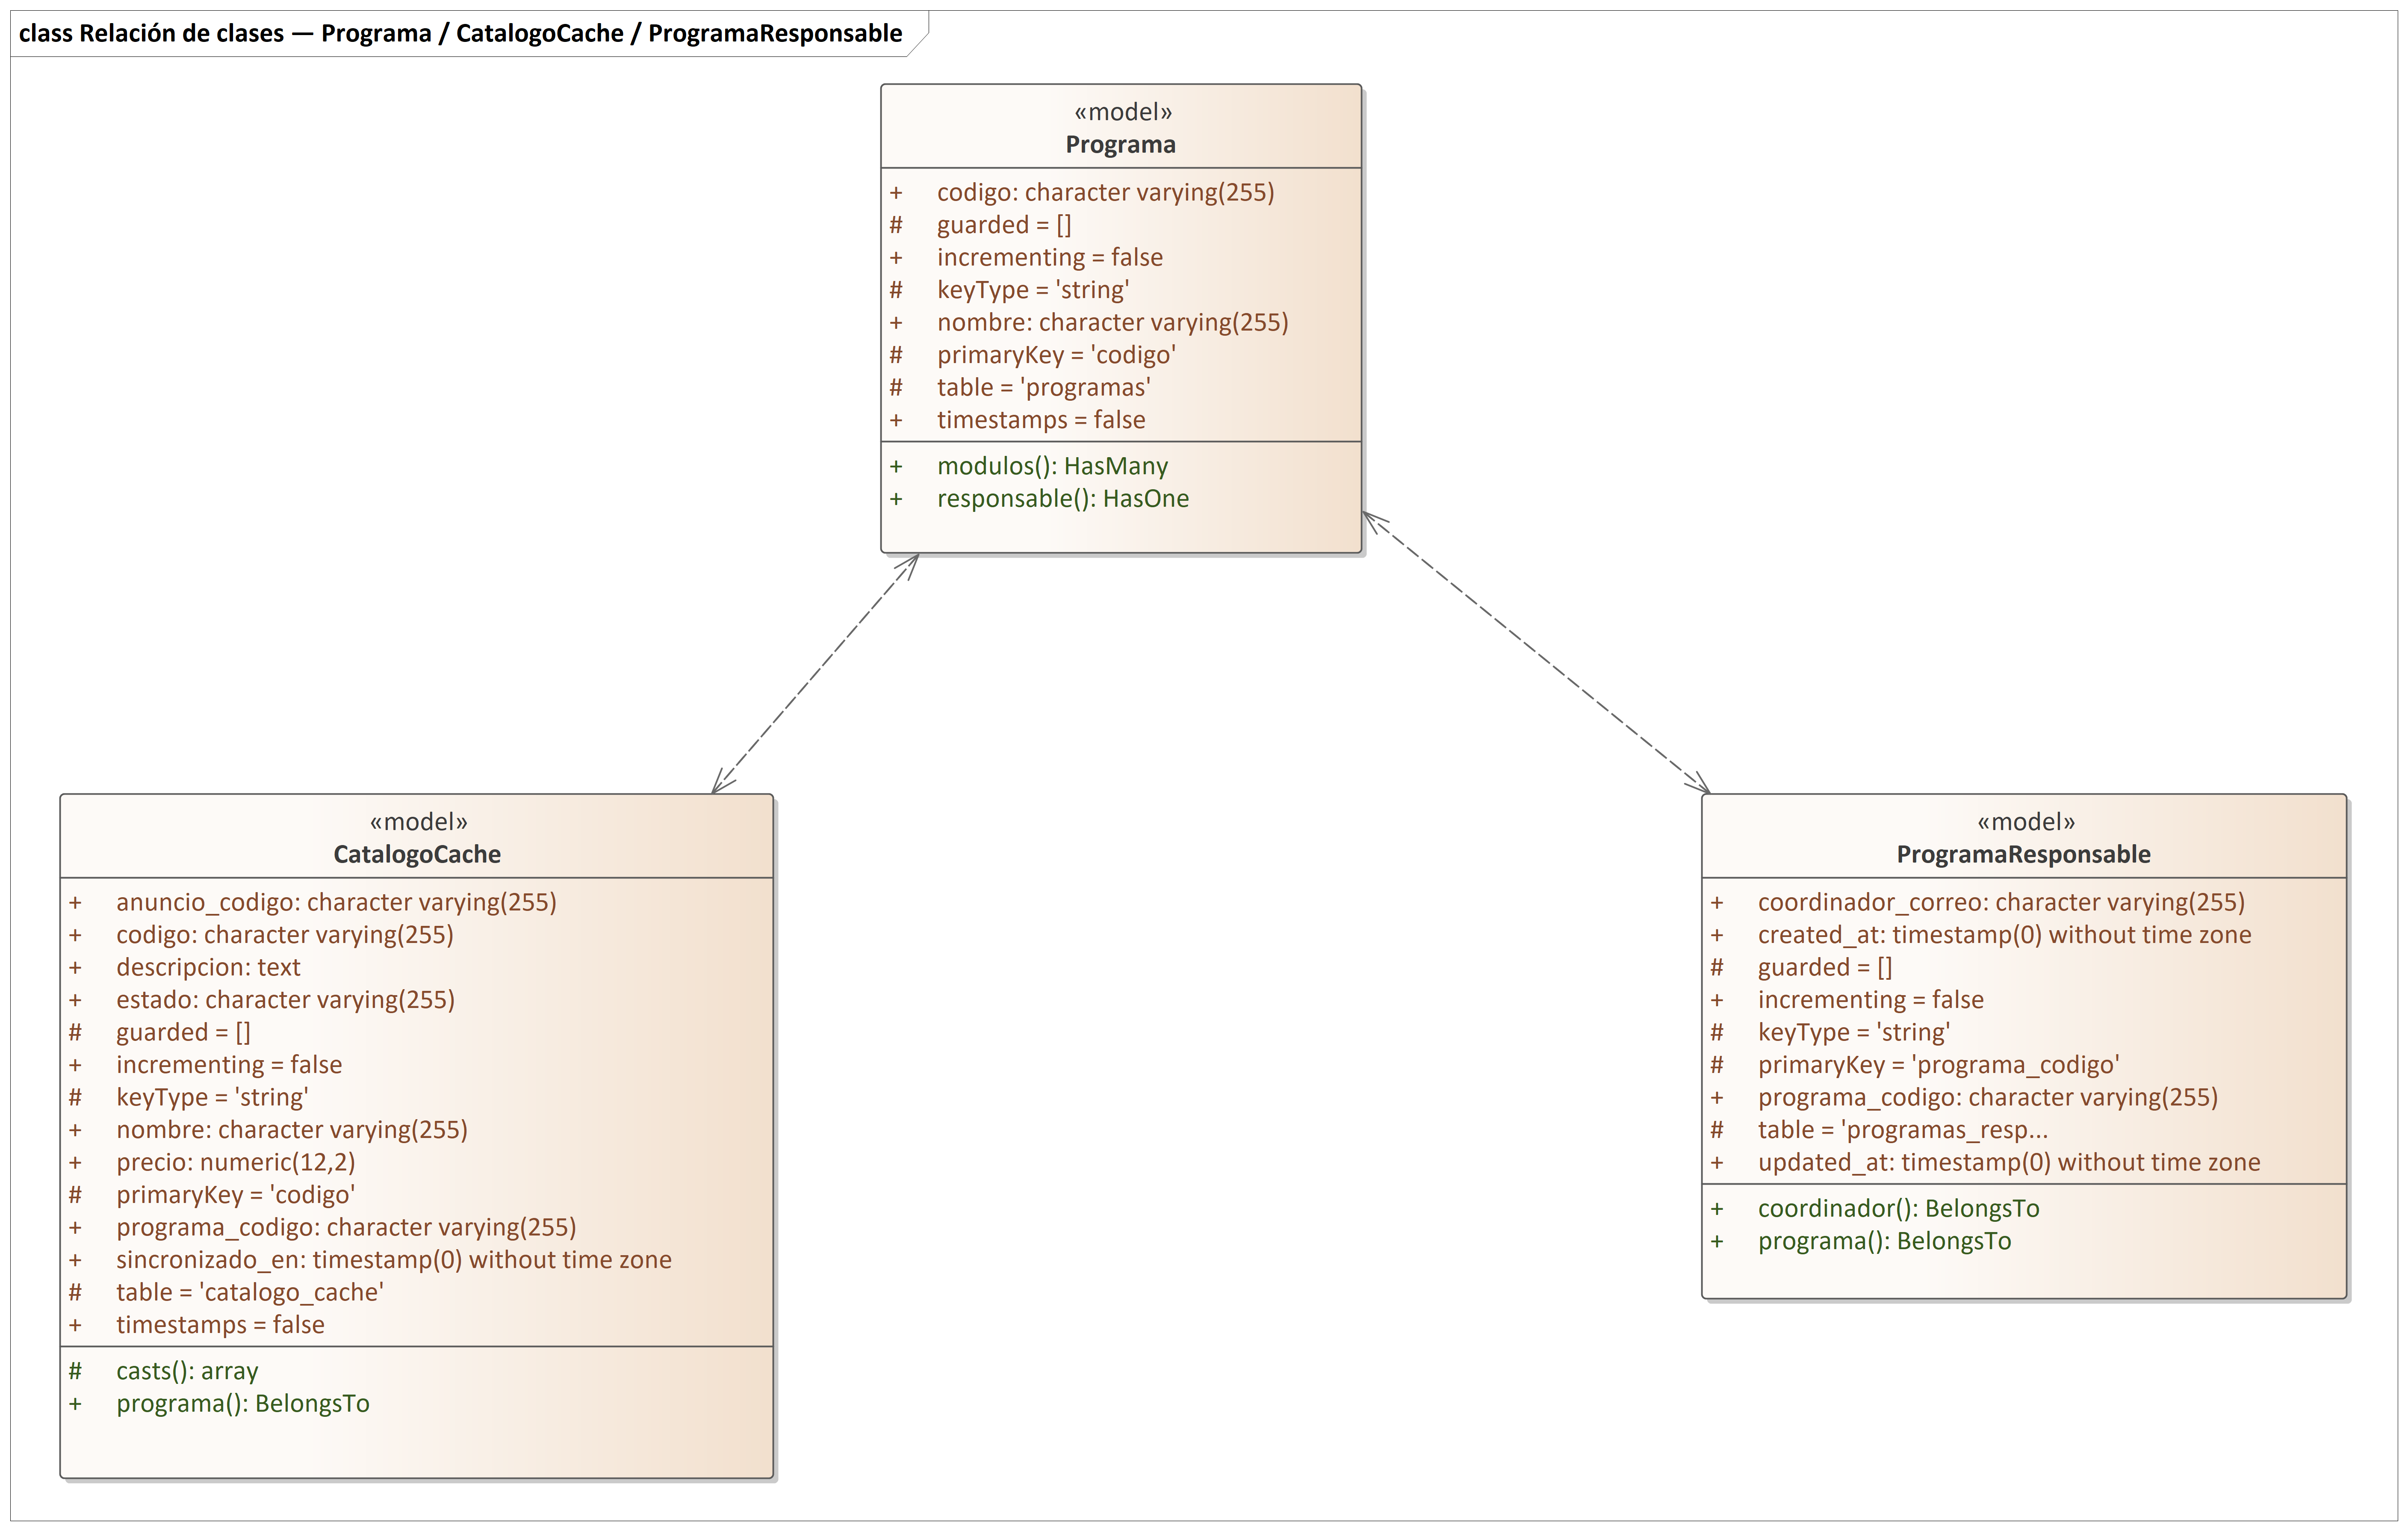 class Relación de clases — Programa / CatalogoCache / ProgramaResponsable
«model»
Programa
+ codigo: character varying(255)
# guarded = []
+ incrementing = false
# keyType = 'string'
+ nombre: character varying(255)
# primaryKey = 'codigo'
# table = 'programas'
+ timestamps = false
+ modulos(): HasMany
+ responsable(): HasOne
«model»
CatalogoCache
+ anuncio_codigo: character varying(255)
+ codigo: character varying(255)
+ descripcion: text
+ estado: character varying(255)
# guarded = []
+ incrementing = false
# keyType = 'string'
+ nombre: character varying(255)
+ precio: numeric(12,2)
# primaryKey = 'codigo'
+ programa_codigo: character varying(255)
+ sincronizado_en: timestamp(0) without time zone
# table = 'catalogo_cache'
+ timestamps = false
# casts(): array
+ programa(): BelongsTo
«model»
ProgramaResponsable
+ coordinador_correo: character varying(255)
+ created_at: timestamp(0) without time zone
# guarded = []
+ incrementing = false
# keyType = 'string'
# primaryKey = 'programa_codigo'
+ programa_codigo: character varying(255)
# table = 'programas_resp...
+ updated_at: timestamp(0) without time zone
+ coordinador(): BelongsTo
+ programa(): BelongsTo